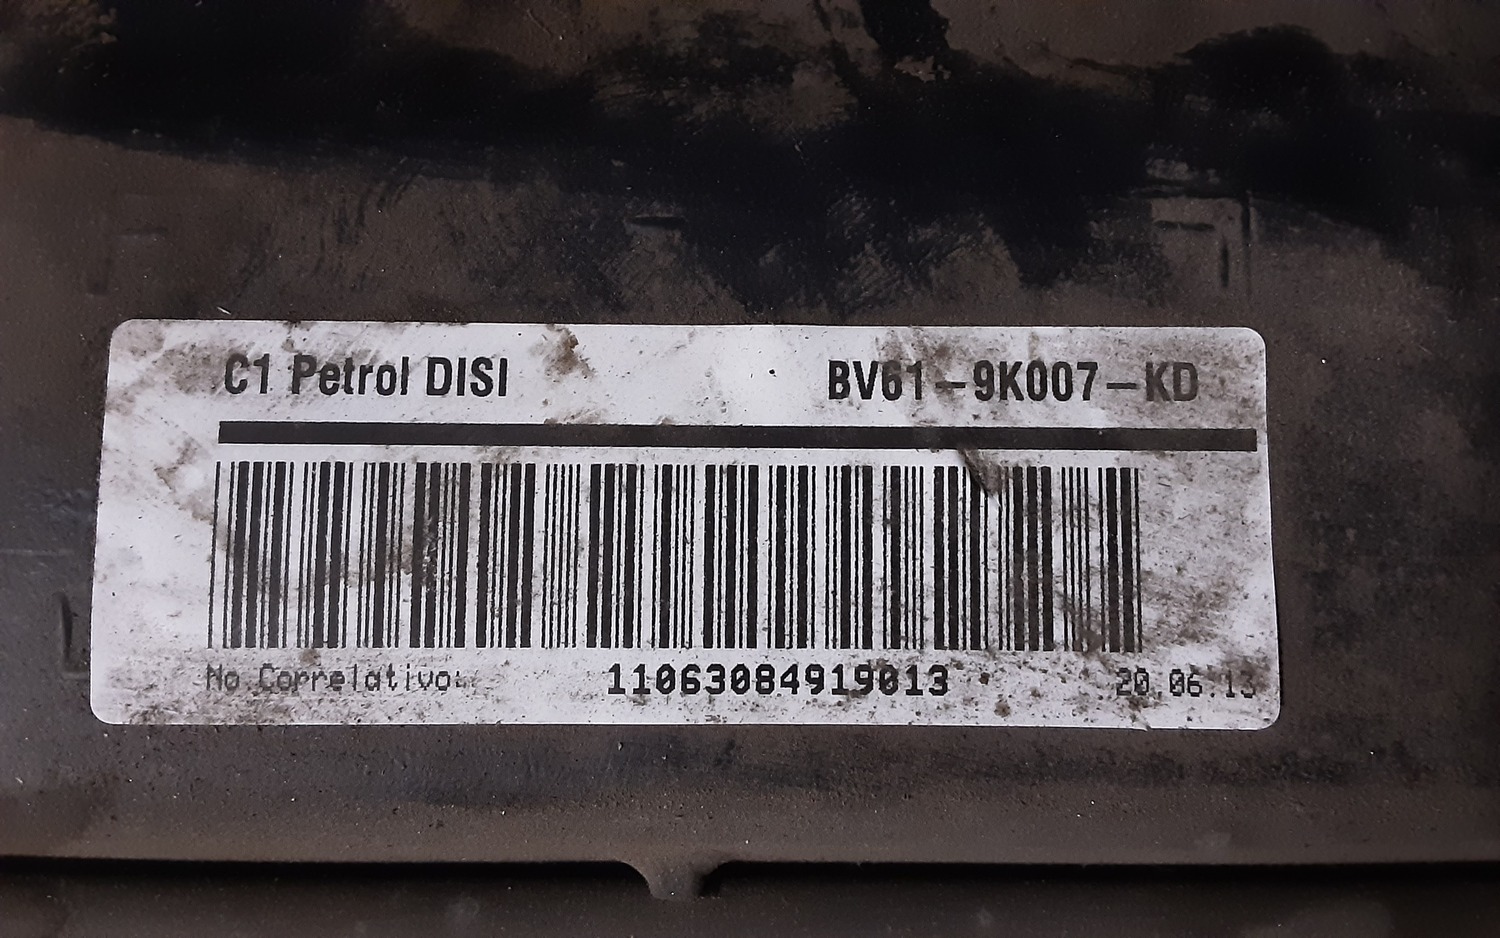 C1 Petrol DISI BV61-9K007-KD
No Correlativo: 11063084919013 20.06.13